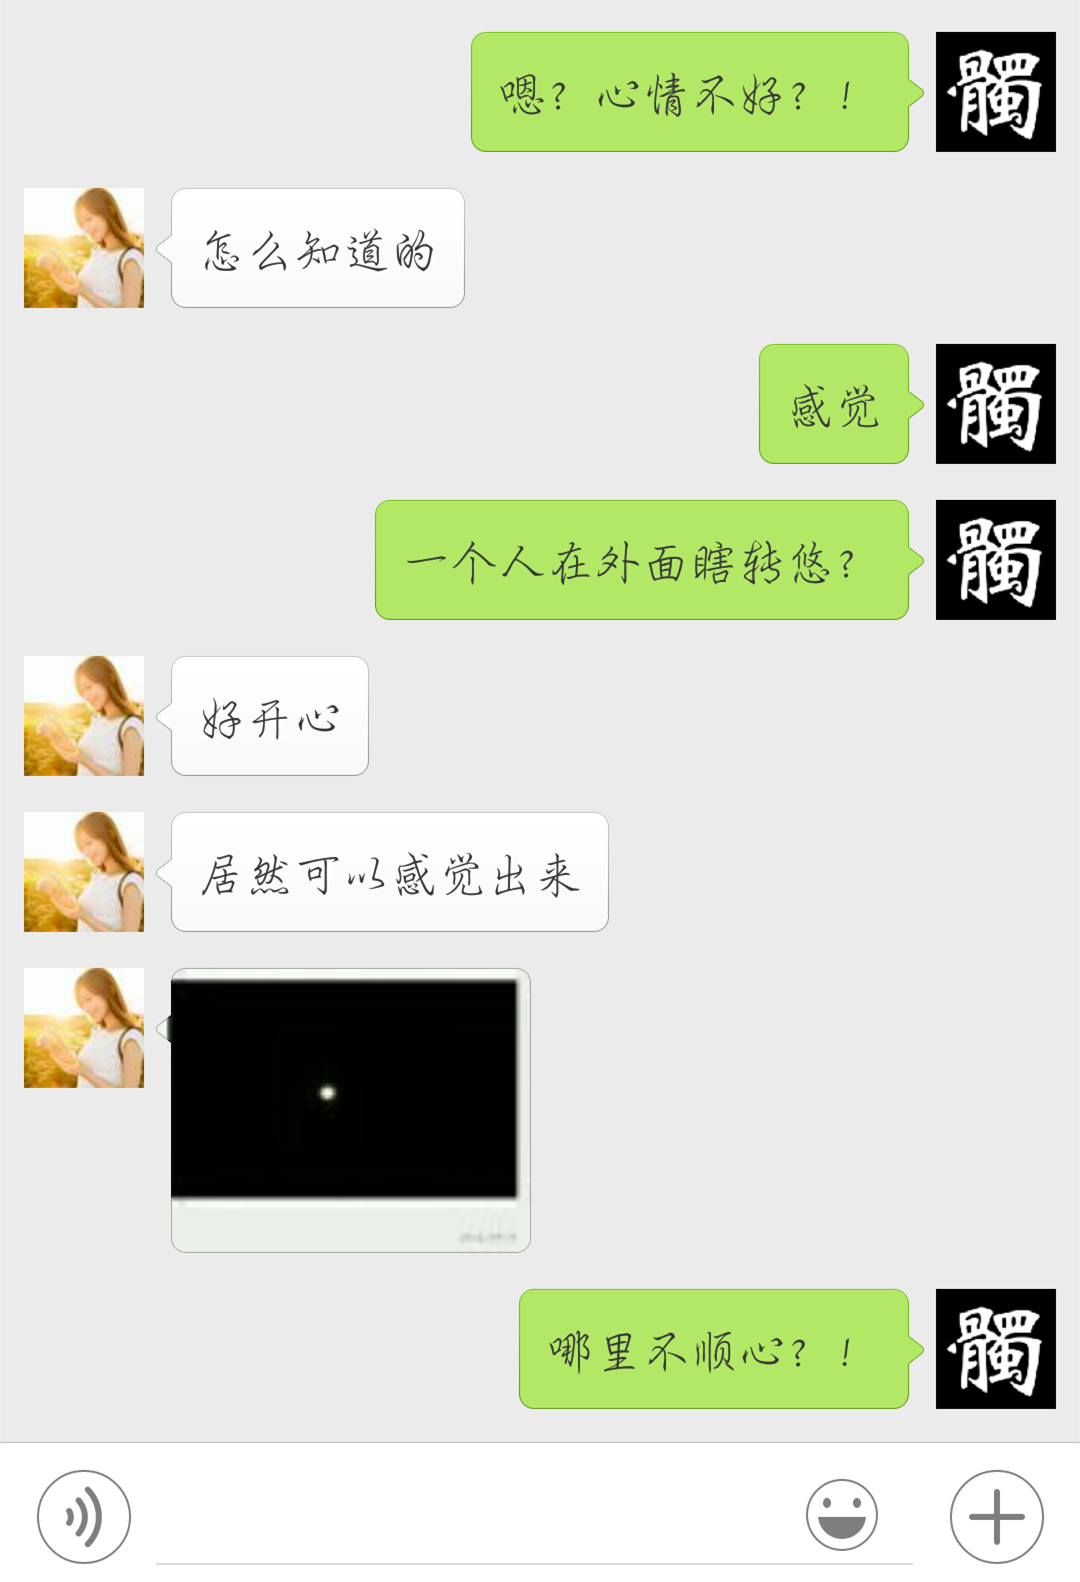 嗯？心情不好？！
髑
怎么知道的
感觉
髑
一个人在外面瞎转悠？
髑
好开心
居然可以感觉出来
哪里不顺心？！
髑